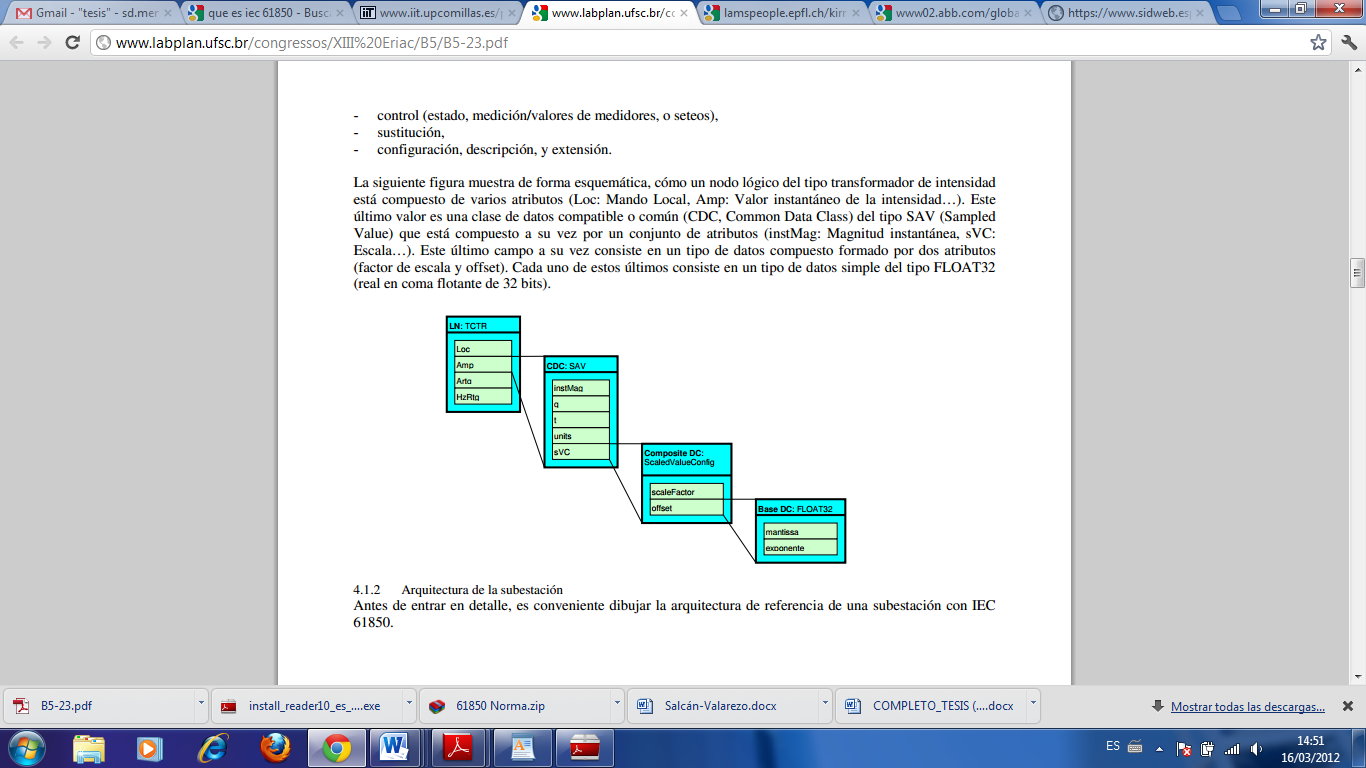 Gmail - "tesis" - sd.mer
que es iec 61850 - Busc
www.iit.upcomillas.es/
www.labplan.ufsc.br/co
lamspeople.epfl.ch/kirr
www02.abb.com/globa
https://www.sidweb.es
www.labplan.ufsc.br/congressos/XIII%20Eriac/B5/B5-23.pdf
- control (estado, medición/valores de medidores, o seteos),
- sustitución,
- configuración, descripción, y extensión.
La siguiente figura muestra de forma esquemática, cómo un nodo lógico del tipo transformador de intensidad
está compuesto de varios atributos (Loc: Mando Local, Amp: Valor instantáneo de la intensidad…). Este
último valor es una clase de datos compatible o común (CDC, Common Data Class) del tipo SAV (Sampled
Value) que está compuesto a su vez por un conjunto de atributos (instMag: Magnitud instantánea, sVC:
Escala…). Este último campo a su vez consiste en un tipo de datos compuesto formado por dos atributos
(factor de escala y offset). Cada uno de estos últimos consiste en un tipo de datos simple del tipo FLOAT32
(real en coma flotante de 32 bits).
LN: TCTR
Loc
Amp
Artg
HzRtg
CDC: SAV
instMag
q
t
units
sVC
Composite DC:
ScaledValueConfig
scaleFactor
offset
Base DC: FLOAT32
mantissa
exponente
4.1.2 Arquitectura de la subestación
Antes de entrar en detalle, es conveniente dibujar la arquitectura de referencia de una subestación con IEC
61850.
B5-23.pdf
install_reader10_es_....exe
61850 Norma.zip
Salcán-Valarezo.docx
COMPLETO_TESIS (....docx
Mostrar todas las descargas...
ES
14:51
16/03/2012